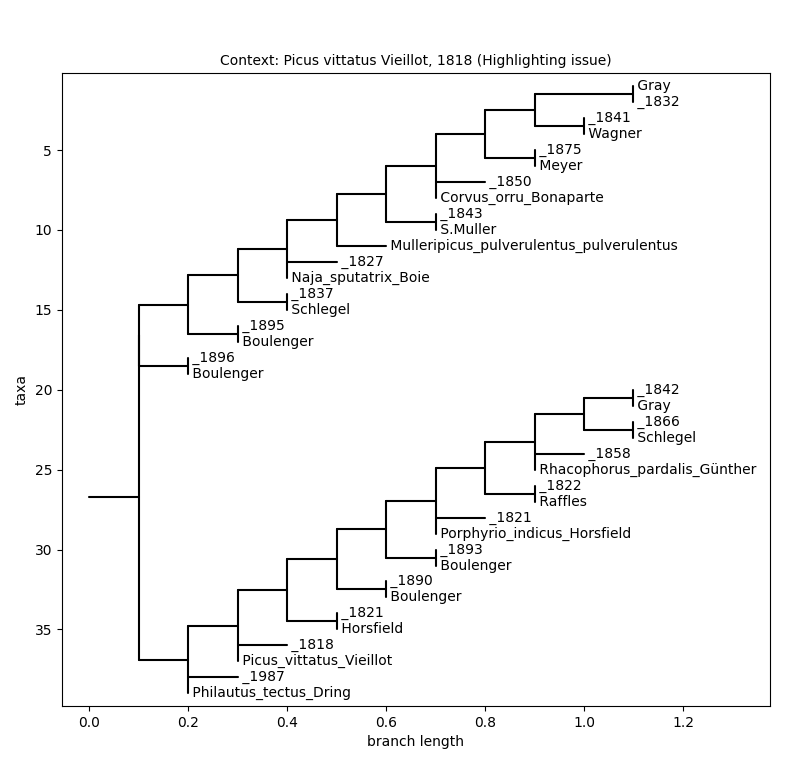 Context: Picus vittatus Vieillot, 1818 (Highlighting issue)
Gray
_1832
_1841
Wagner
_1875
Meyer
_1850
Corvus_orru_Bonaparte
_1843
S.Muller
Mulleripicus_pulverulentus_pulverulentus
_1827
Naja_sputatrix_Boie
_1837
Schlegel
_1895
Boulenger
_1896
Boulenger
_1842
Gray
_1866
Schlegel
_1858
Rhacophorus_pardalis_Günther
_1822
Raffles
_1821
Porphyrio_indicus_Horsfield
_1893
Boulenger
_1890
Boulenger
_1821
Horsfield
_1818
Picus_vittatus_Vieillot
_1987
Philautus_tectus_Dring
5
10
15
20
25
30
35
taxa
0.0 0.2 0.4 0.6 0.8 1.0 1.2
branch length